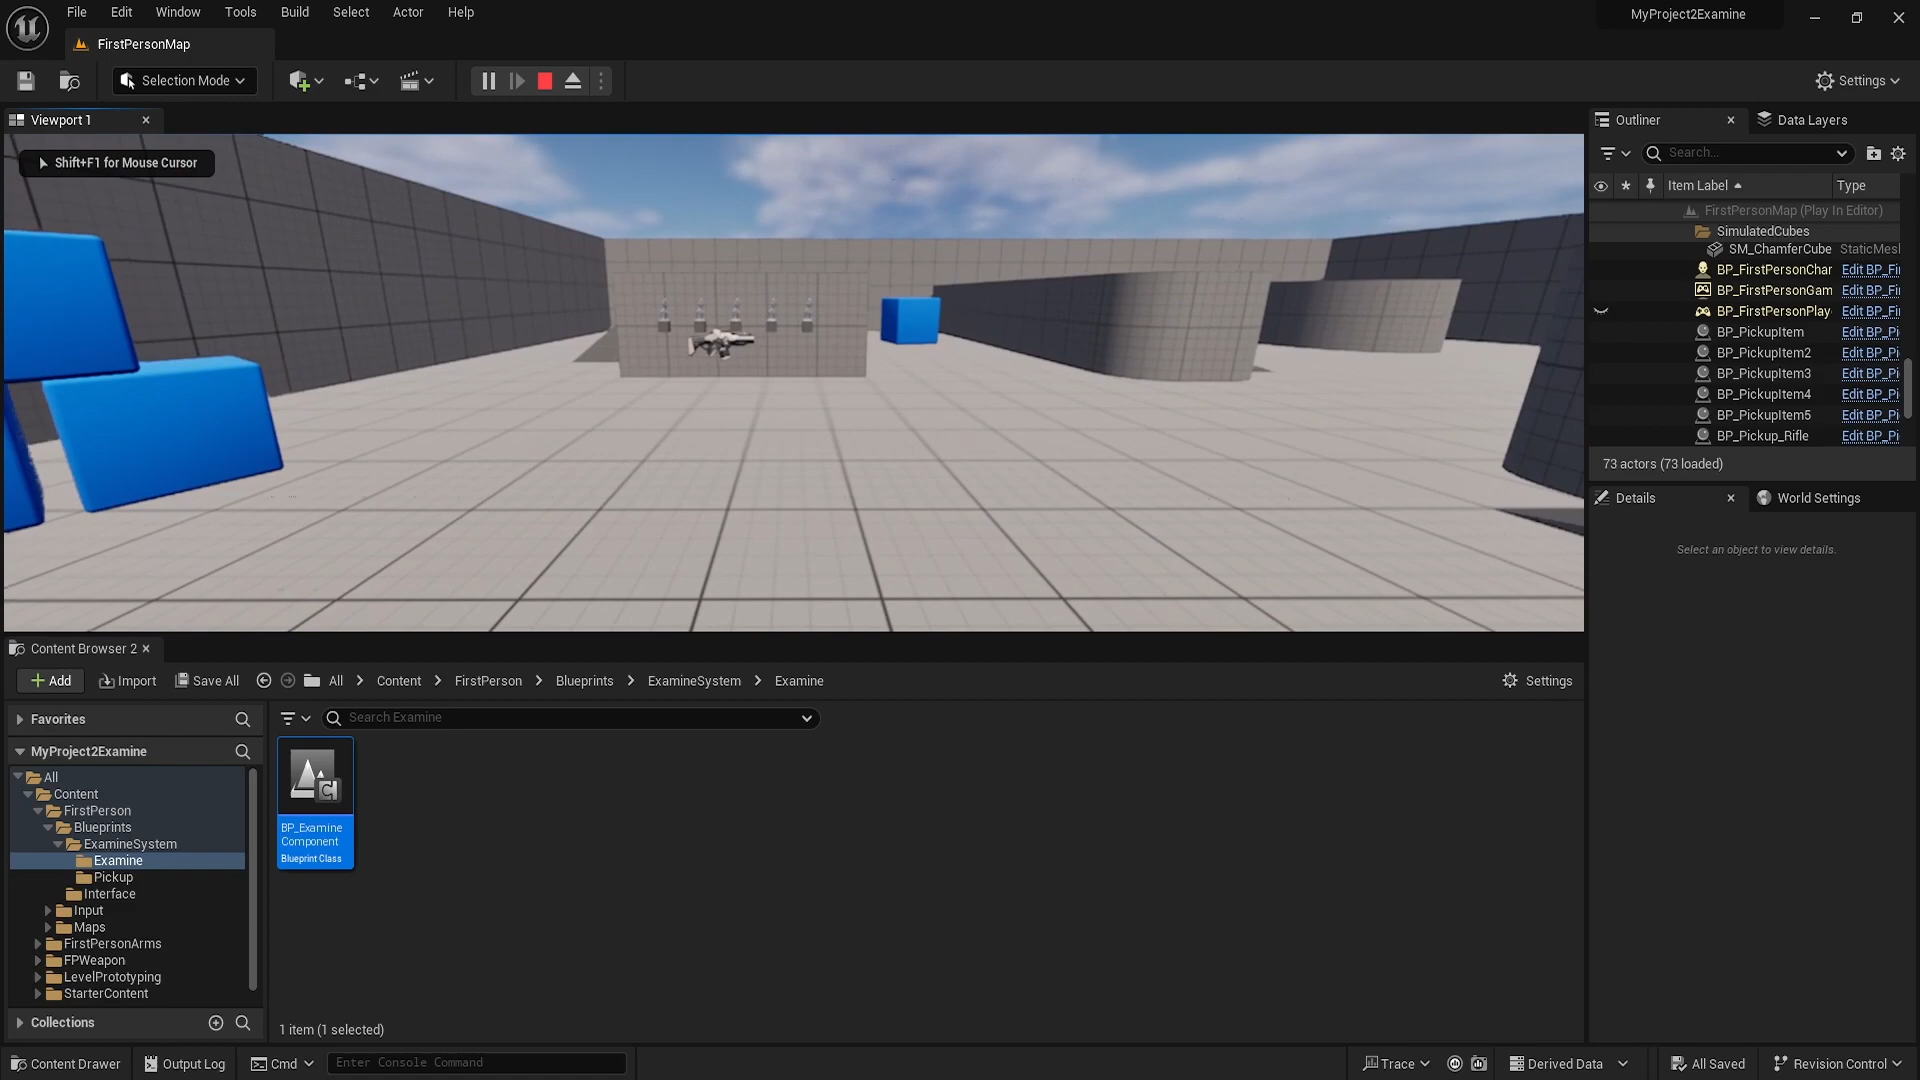 File Edit Window Tools Build Select Actor Help
MyProject2Examine
FirstPersonMap
Selection Mode
Settings
Viewport 1
Outliner
Data Layers
Shift+F1 for Mouse Cursor
Search...
Item Label
Type
FirstPersonMap (Play In Editor)
SimulatedCubes
SM_ChamferCube StaticMesl
BP_FirstPersonChar Edit BP_Fi
BP_FirstPersonGam Edit BP_Fi
BP_FirstPersonPlay Edit BP_Fi
BP_PickupItem Edit BP_Pi
BP_PickupItem2 Edit BP_Pi
BP_PickupItem3 Edit BP_Pi
BP_PickupItem4 Edit BP_Pi
BP_PickupItem5 Edit BP_Pi
BP_Pickup_Rifle Edit BP_Pi
73 actors (73 loaded)
Details
World Settings
Select an object to view details.
Content Browser 2
Add
Import
Save All
All > Content > FirstPerson > Blueprints > ExamineSystem > Examine
Settings
Favorites
Search Examine
MyProject2Examine
All
Content
FirstPerson
Blueprints
ExamineSystem
Examine
Pickup
Interface
Input
Maps
FirstPersonArms
FPWeapon
LevelPrototyping
StarterContent
BP_Examine
Component
Blueprint Class
Collections
1 item (1 selected)
Content Drawer
Output Log
Cmd
Enter Console Command
Trace
Derived Data
All Saved
Revision Control